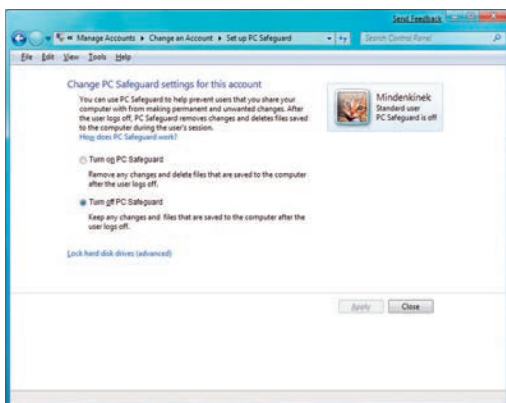 Send Feedback
« Manage Accounts ▸ Change an Account ▸ Set up PC Safeguard
Search Control Panel
File Edit View Tools Help
Change PC Safeguard settings for this account
You can use PC Safeguard to help prevent users that you share your
computer with from making permanent and unwanted changes. After
the user logs off, PC Safeguard removes changes and deletes files saved
to the computer during the user's session.
How does PC Safeguard work?
Mindenkinek
Standard user
PC Safeguard is off
Turn on PC Safeguard
Remove any changes and delete files that are saved to the computer
after the user logs off.
Turn off PC Safeguard
Keep any changes and files that are saved to the computer after the
user logs off.
Lock hard disk drives (advanced)
Apply Close